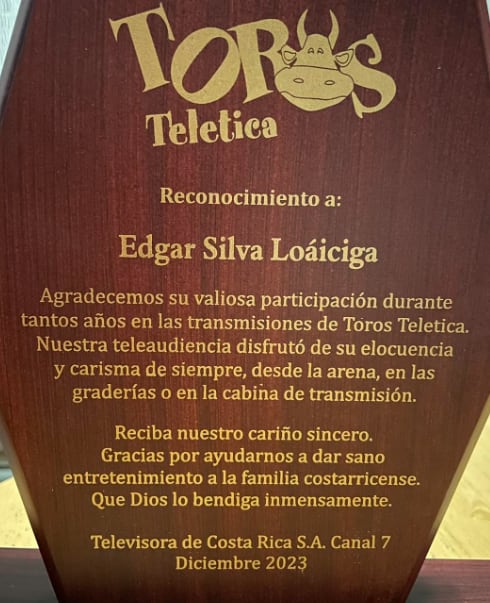 TOROS
Teletica
Reconocimiento a:
Edgar Silva Loáiciga
Agradecemos su valiosa participación durante
tantos años en las transmisiones de Toros Teletica.
Nuestra teleaudiencia disfrutó de su elocuencia
y carisma de siempre, desde la arena, en las
graderías o en la cabina de transmisión.
Reciba nuestro cariño sincero.
Gracias por ayudarnos a dar sano
entretenimiento a la familia costarricense.
Que Dios lo bendiga inmensamente.
Televisora de Costa Rica S.A. Canal 7
Diciembre 2023